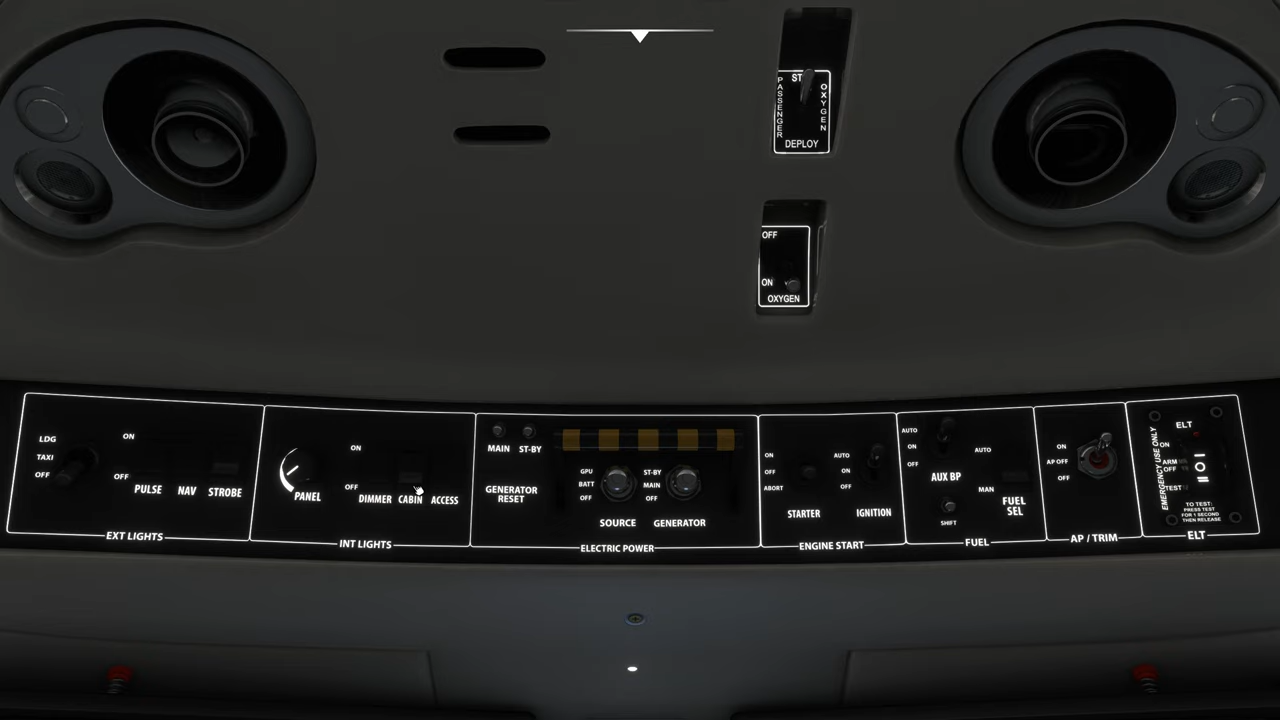 ST
PASSENGER
OXYGEN
DEPLOY
OFF
ON
OXYGEN
LDG
TAXI
OFF
ON
OFF
PULSE NAV STROBE
EXT LIGHTS
PANEL
ON
OFF
DIMMER CABIN ACCESS
INT LIGHTS
MAIN ST-BY
GENERATOR
RESET
GPU
BATT
OFF
SOURCE
ST-BY
MAIN
OFF
GENERATOR
ELECTRIC POWER
ON
OFF
ABORT
STARTER
AUTO
ON
OFF
IGNITION
ENGINE START
AUTO
ON
OFF
AUX BP
SHIFT
AUTO
MAN
FUEL
SEL
FUEL
ON
AP OFF
OFF
AP / TRIM
EMERGENCY USE ONLY
ELT
ON
ARM
OFF
TEST
TO TEST:
PRESS TEST
FOR 1 SECOND
THEN RELEASE
ELT